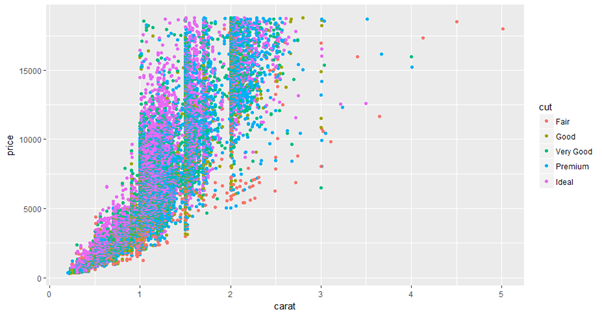 price
15000
10000
5000
0
0
1
2
3
4
5
carat
cut
Fair
Good
Very Good
Premium
Ideal